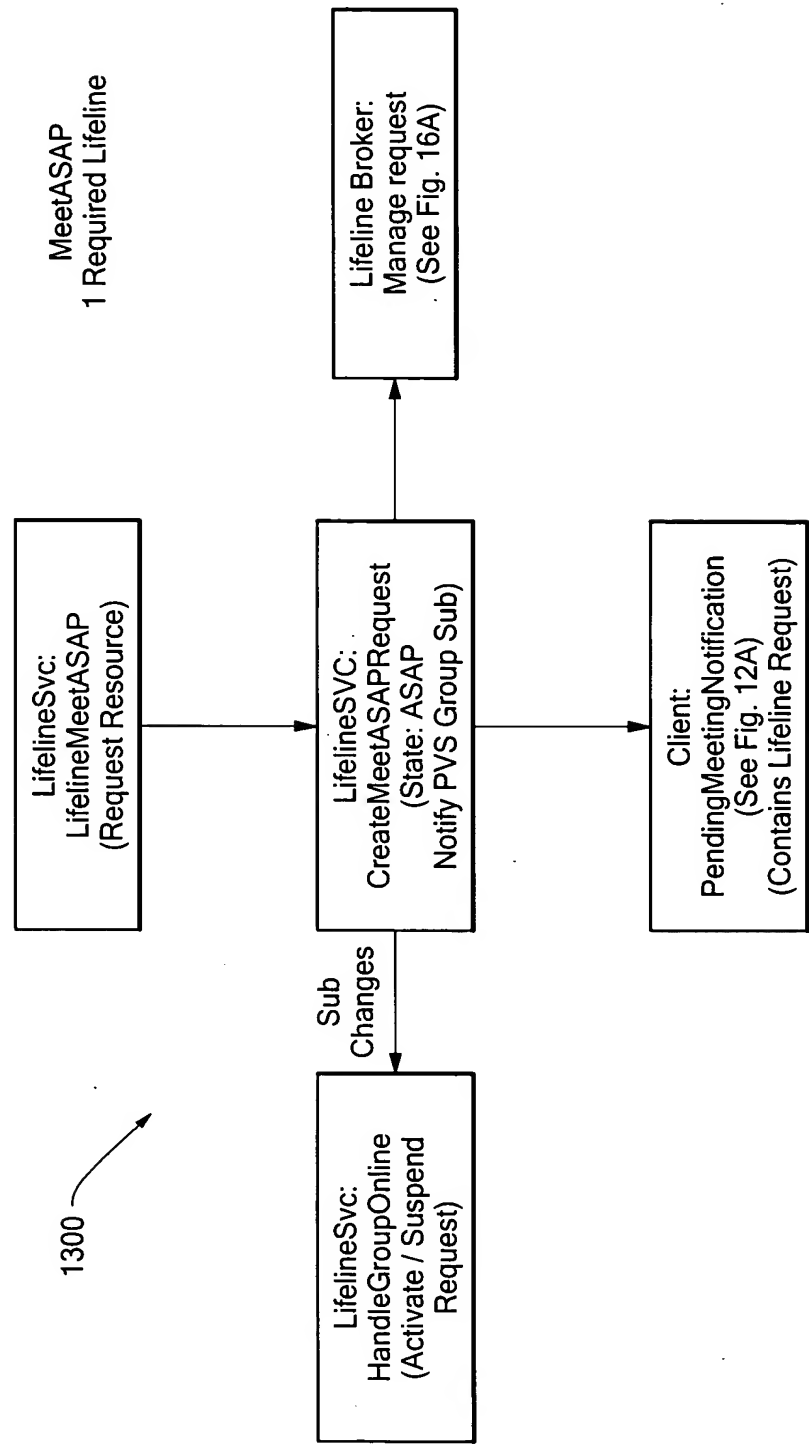 1300
MeetASAP
1 Required Lifeline
LifelineSvc:
LifelineMeetASAP
(Request Resource)
Sub
Changes
LifelineSvc:
HandleGroupOnline
(Activate / Suspend
Request)
LifelineSVC:
CreateMeetASAPRequest
(State: ASAP
Notify PVS Group Sub)
Lifeline Broker:
Manage request
(See Fig. 16A)
Client:
PendingMeetingNotification
(See Fig. 12A)
(Contains Lifeline Request)